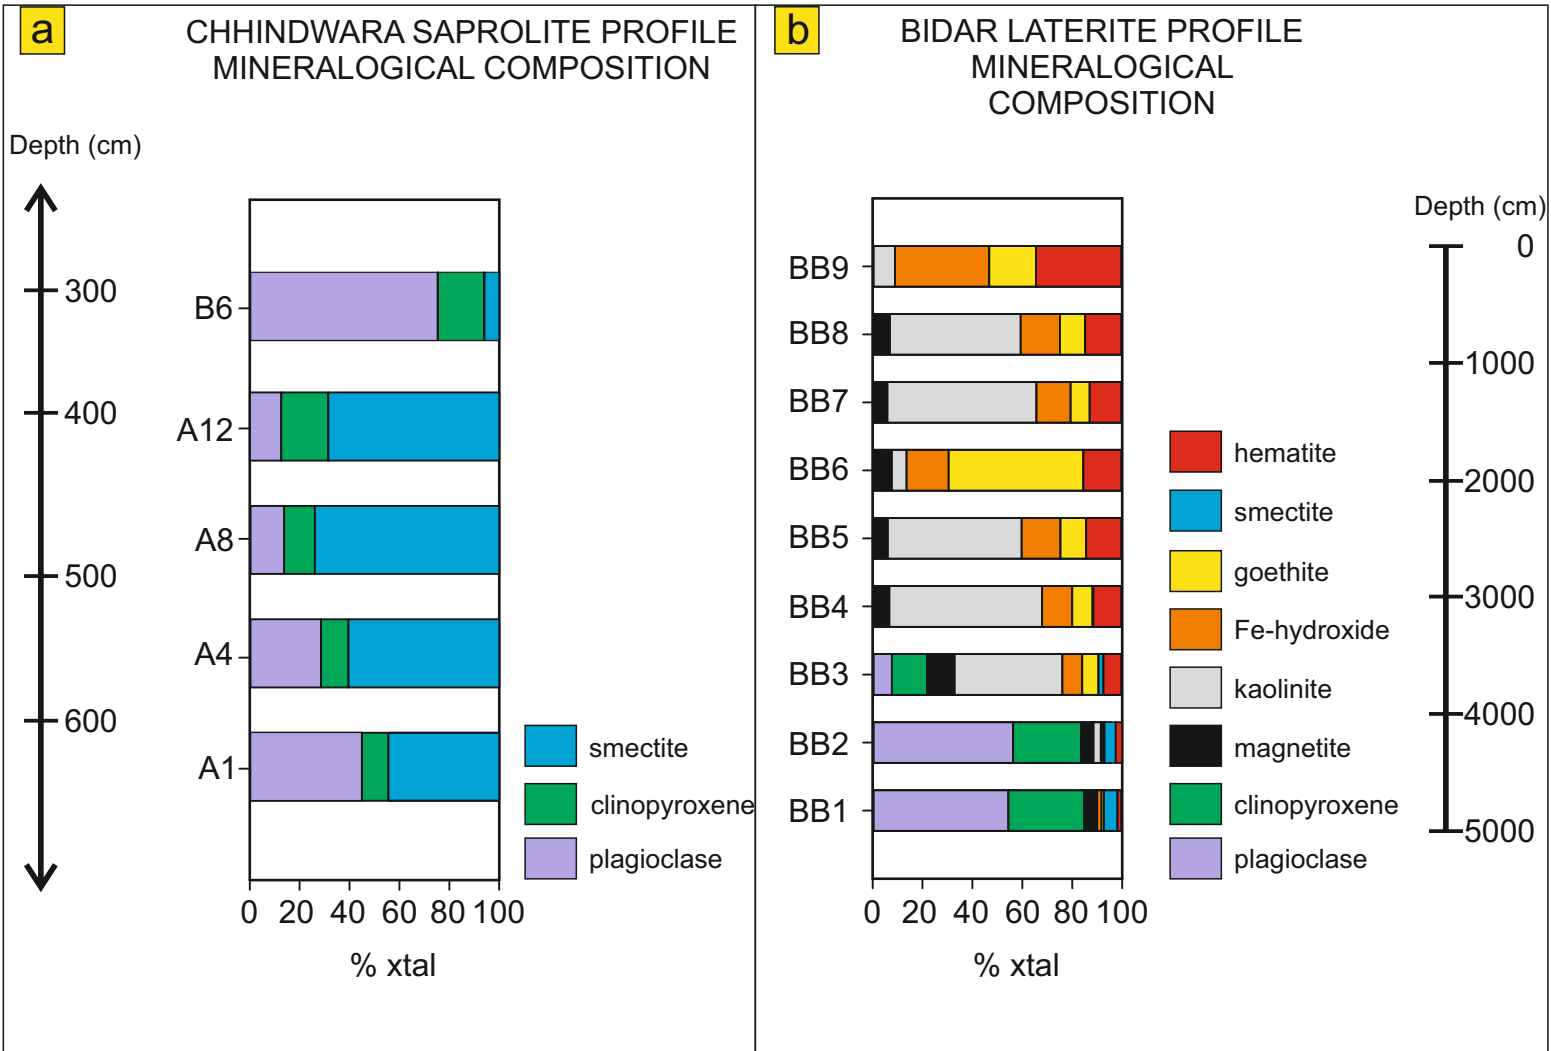 a
CHHINDWARA SAPROLITE PROFILE
MINERALOGICAL COMPOSITION
Depth (cm)
300
400
500
600
B6
A12
A8
A4
A1
smectite
clinopyroxene
plagioclase
0 20 40 60 80 100
% xtal
b
BIDAR LATERITE PROFILE
MINERALOGICAL
COMPOSITION
Depth (cm)
0
1000
2000
3000
4000
5000
BB9
BB8
BB7
BB6
BB5
BB4
BB3
BB2
BB1
hematite
smectite
goethite
Fe-hydroxide
kaolinite
magnetite
clinopyroxene
plagioclase
0 20 40 60 80 100
% xtal